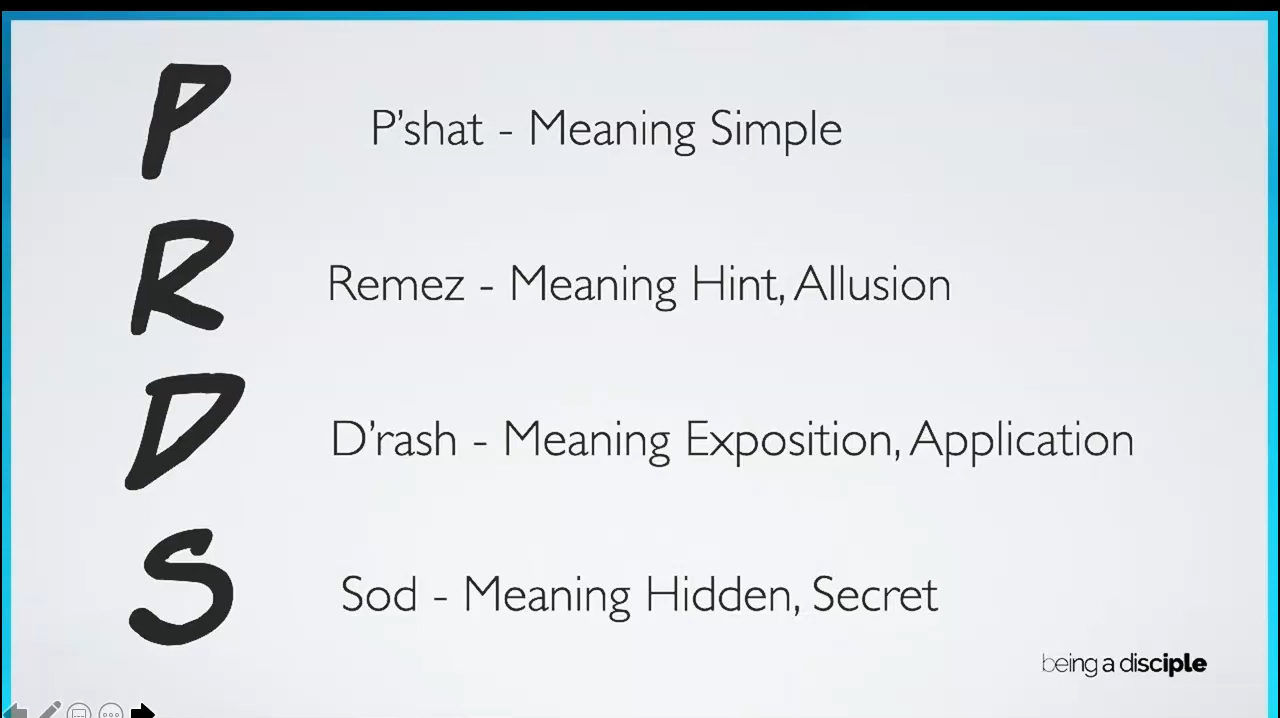 P P'shat - Meaning Simple
R Remez - Meaning Hint, Allusion
D D'rash - Meaning Exposition, Application
S Sod - Meaning Hidden, Secret
being a disciple